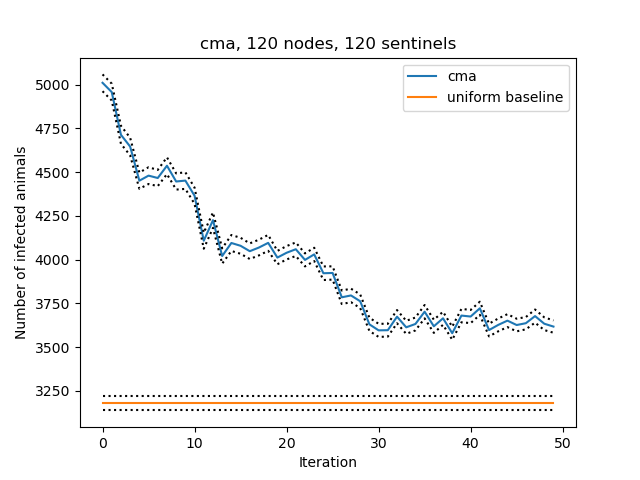 cma, 120 nodes, 120 sentinels
cma
uniform baseline
Number of infected animals
5000
4750
4500
4250
4000
3750
3500
3250
0 10 20 30 40 50
Iteration